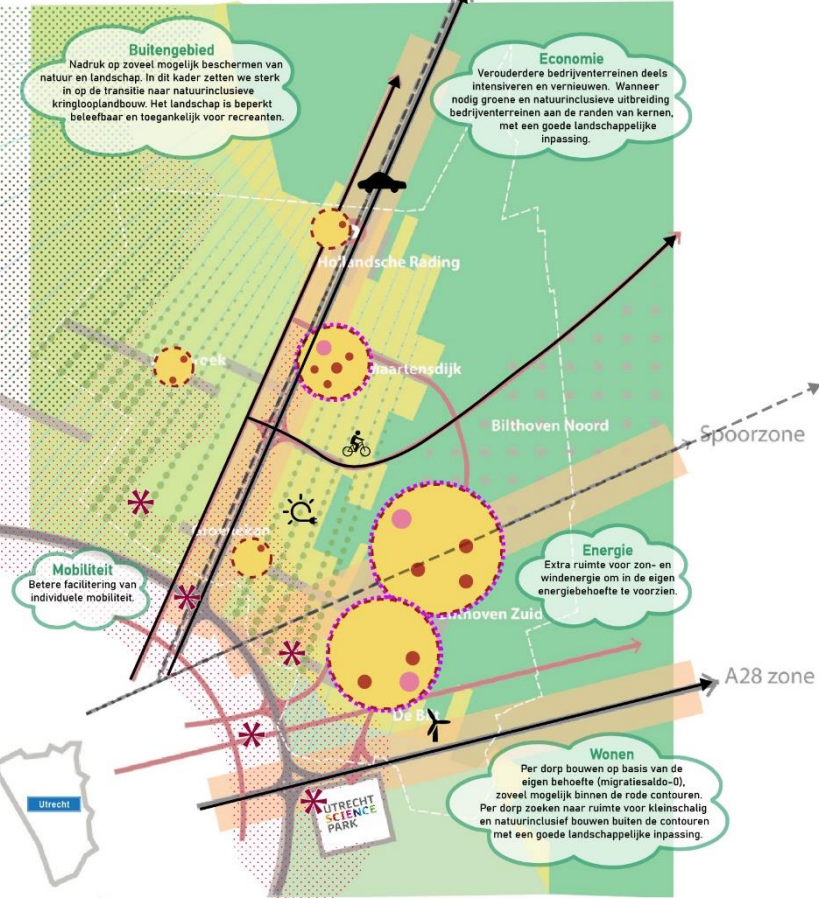 Buitengebied
Nadruk op zoveel mogelijk beschermen van
natuur en landschap. In dit kader zetten we sterk
in op de transitie naar natuurinclusieve
kringlooplandbouw. Het landschap is beperkt
beleefbaar en toegankelijk voor recreanten.
Economie
Verouderdere bedrijventerreinen deels
intensiveren en vernieuwen. Wanneer
nodig groene en natuurinclusieve uitbreiding
bedrijventerreinen aan de randen van kernen,
met een goede landschappelijke
inpassing.
Hollandsche Rading
Maartensdijk
Bilthoven Noord
Spoorzone
Energie
Extra ruimte voor zon- en
windenergie om in de eigen
energiebehoefte te voorzien.
Mobiliteit
Betere facilitering van
individuele mobiliteit.
Bilthoven Zuid
A28 zone
De Bilt
Wonen
Per dorp bouwen op basis van de
eigen behoefte (migratiesaldo-0),
zoveel mogelijk binnen de rode contouren.
Per dorp zoeken naar ruimte voor kleinschalig
en natuurinclusief bouwen buiten de contouren
met een goede landschappelijke inpassing.
Utrecht
UTRECHT
SCIENCE
PARK